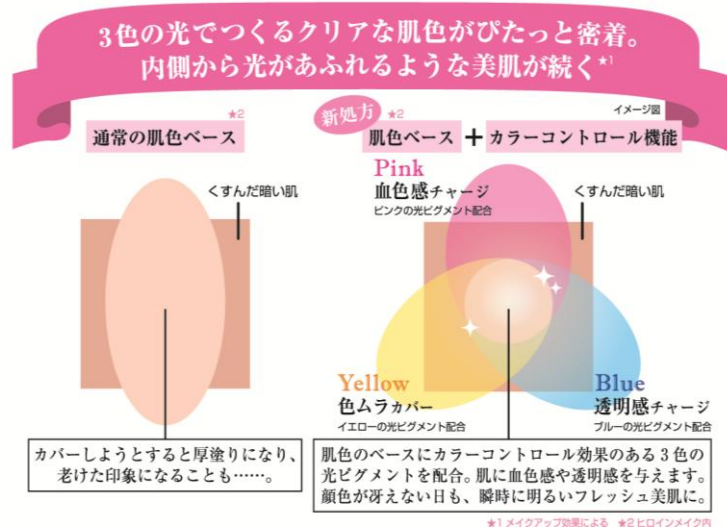 3色の光でつくるクリアな肌色がぴたっと密着。
内側から光があふれるような美肌が続く★1
★2
通常の肌色ベース
くすんだ暗い肌
カバーしようとすると厚塗りになり、
老けた印象になることも……。
イメージ図
新処方
★2
肌色ベース + カラーコントロール機能
Pink
血色感チャージ
ピンクの光ピグメント配合
くすんだ暗い肌
Yellow
色ムラカバー
イエローの光ピグメント配合
Blue
透明感チャージ
ブルーの光ピグメント配合
肌色のベースにカラーコントロール効果のある3色の
光ピグメントを配合。肌に血色感や透明感を与えます。
顔色が冴えない日も、瞬時に明るいフレッシュ美肌に。
★1 メイクアップ効果による ★2 ヒロインメイク内